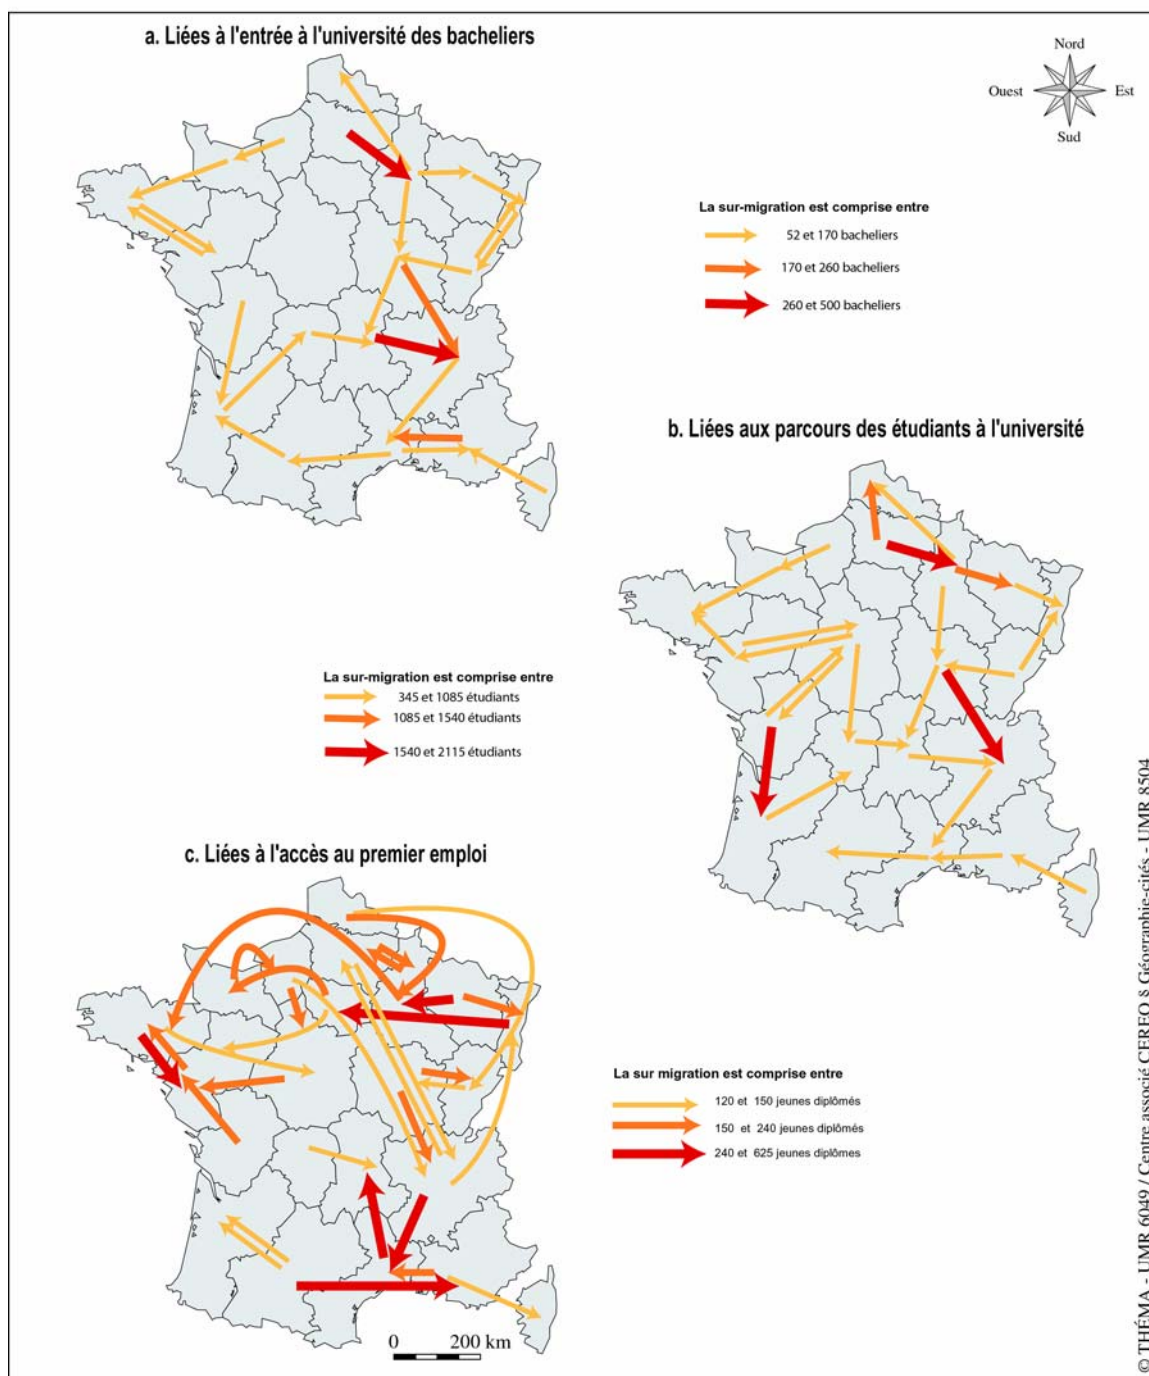 a. Liées à l'entrée à l'université des bacheliers
Nord
Ouest
Est
Sud
La sur-migration est comprise entre
52 et 170 bacheliers
170 et 260 bacheliers
260 et 500 bacheliers
b. Liées aux parcours des étudiants à l'université
La sur-migration est comprise entre
345 et 1085 étudiants
1085 et 1540 étudiants
1540 et 2115 étudiants
c. Liées à l'accès au premier emploi
La sur migration est comprise entre
120 et 150 jeunes diplômés
150 et 240 jeunes diplômés
240 et 625 jeunes diplômes
0 200 km
© THÉMA - UMR 6049 / Centre associé CEREQ & Géographie-cités - UMR 8504